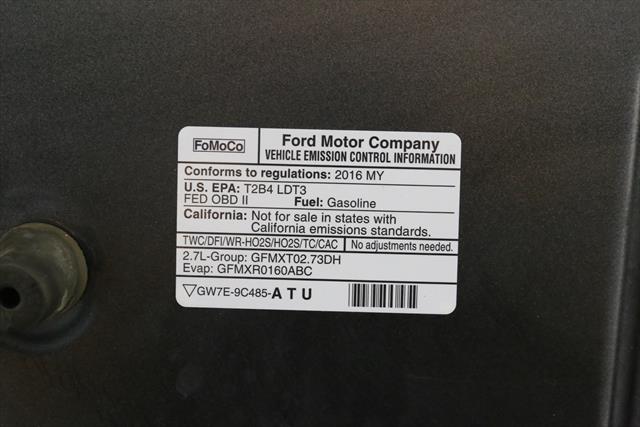 FoMoCo
Ford Motor Company
VEHICLE EMISSION CONTROL INFORMATION
Conforms to regulations: 2016 MY
U.S. EPA: T2B4 LDT3
FED OBD II Fuel: Gasoline
California: Not for sale in states with
California emissions standards.
TWC/DFI/WR-HO2S/HO2S/TC/CAC No adjustments needed.
2.7L-Group: GFMXT02.73DH
Evap: GFMXR0160ABC
GW7E-9C485-A T U